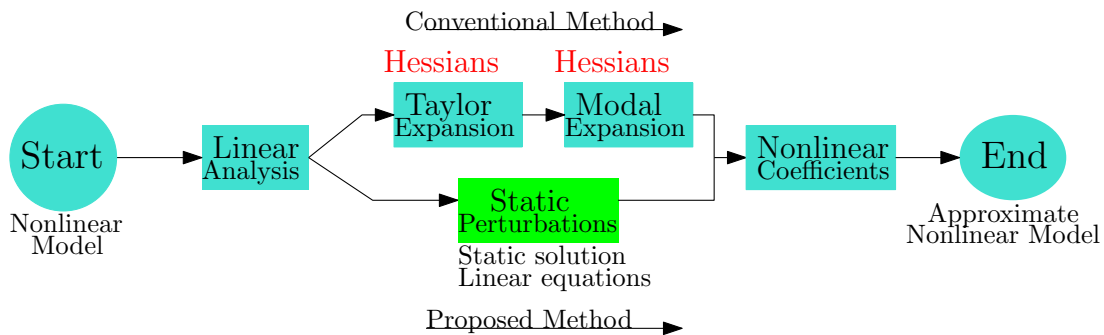 Conventional Method
Hessians
Hessians
Taylor
Expansion
Modal
Expansion
Start
Linear
Analysis
Nonlinear
Coefficients
End
Static
Perturbations
Nonlinear
Model
Approximate
Nonlinear Model
Static solution
Linear equations
Proposed Method